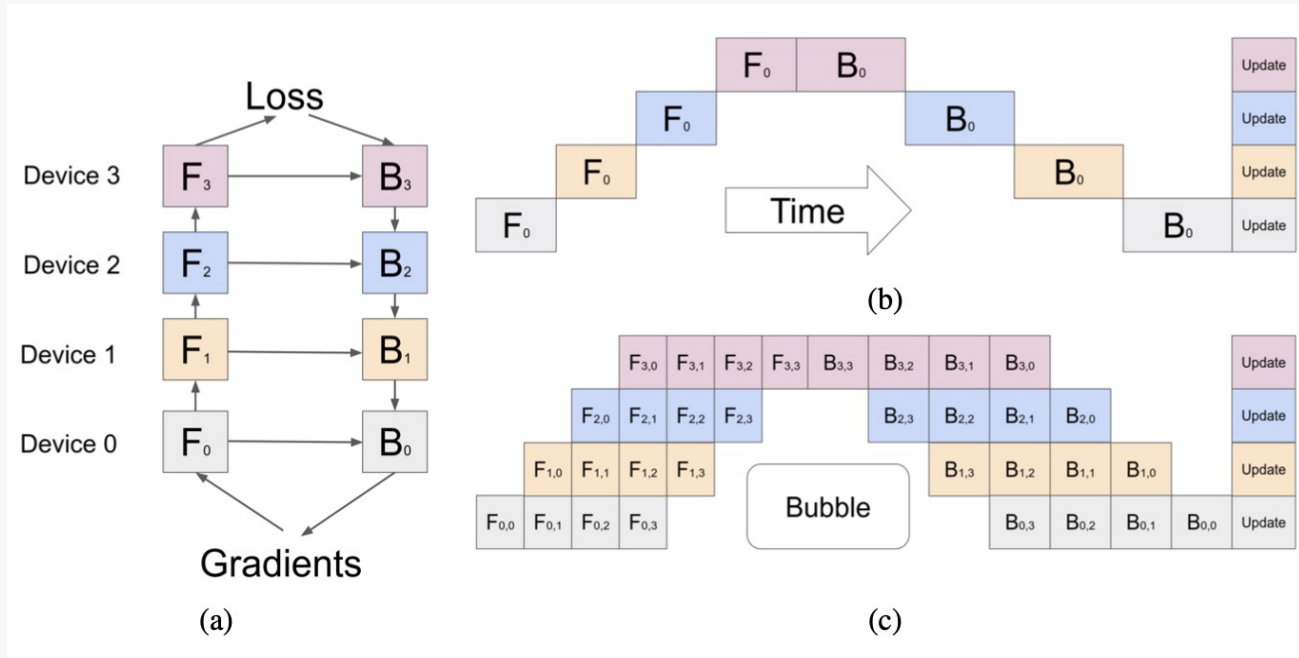 Loss
Device 3 F3 B3
Device 2 F2 B2
Device 1 F1 B1
Device 0 F0 B0
Gradients
(a)
F0 B0 Update
F0 B0 Update
F0 B0 Update
Time
F0 B0 Update
(b)
F3,0 F3,1 F3,2 F3,3 B3,3 B3,2 B3,1 B3,0 Update
F2,0 F2,1 F2,2 F2,3 B2,3 B2,2 B2,1 B2,0 Update
F1,0 F1,1 F1,2 F1,3 B1,3 B1,2 B1,1 B1,0 Update
Bubble
F0,0 F0,1 F0,2 F0,3 B0,3 B0,2 B0,1 B0,0 Update
(c)